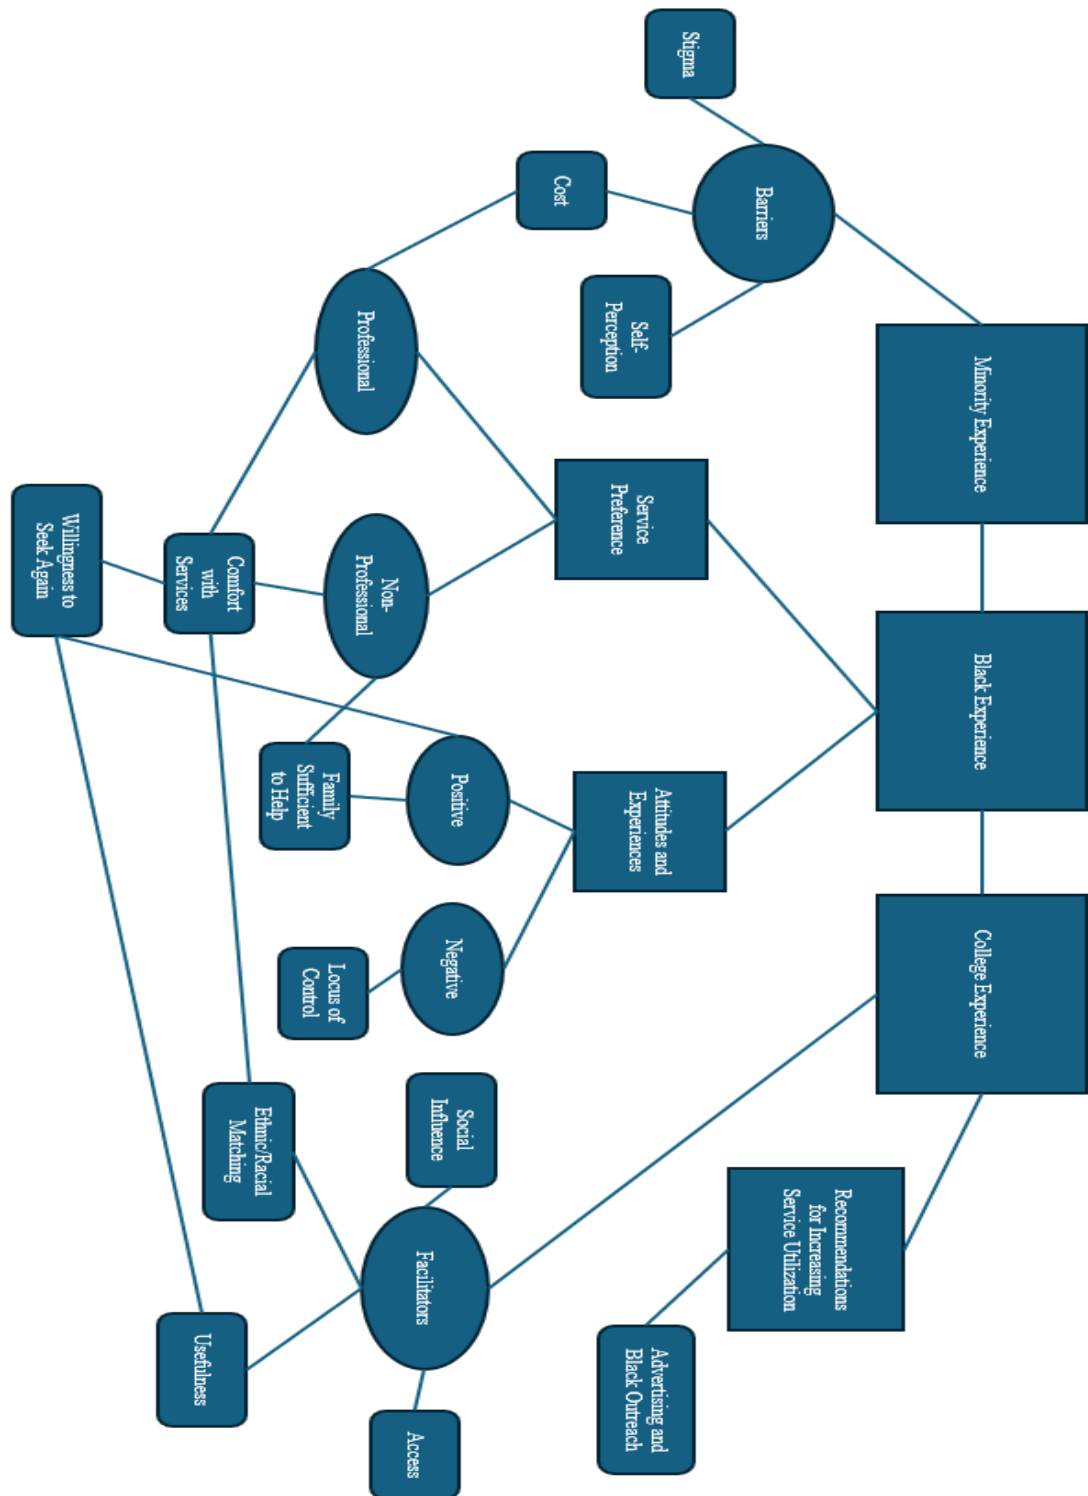 Minority Experience
Black Experience
College Experience
Barriers
Stigma
Cost
Self-
Perception
Service
Preference
Attitudes and
Experiences
Recommendations
for Increasing
Service Utilization
Advertising and
Black Outreach
Professional
Non-
Professional
Positive
Negative
Social
Influence
Facilitators
Access
Family
Sufficient
to Help
Locus of
Control
Comfort
with
Services
Ethnic/Racial
Matching
Usefulness
Willingness to
Seek Again